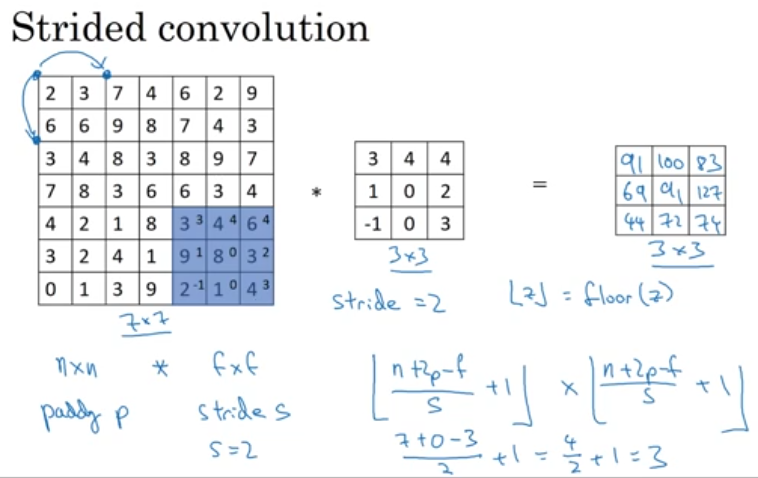 Strided convolution
2 3 7 4 6 2 9
6 6 9 8 7 4 3
3 4 8 3 8 9 7
7 8 3 6 6 3 4
4 2 1 8 3 3 4 4 6 4
3 2 4 1 9 1 8 0 3 2
0 1 3 9 2 -1 1 0 4 3
7×7
*
3 4 4
1 0 2
-1 0 3
3×3
stride = 2
=
91 100 83
69 91 127
44 72 74
3×3
⌊z⌋ = floor(z)
n×n * f×f
padding p stride s
s=2
⌊(n+2p-f)/s + 1⌋ × ⌊(n+2p-f)/s + 1⌋
(7+0-3)/2 + 1 = 4/2 + 1 = 3